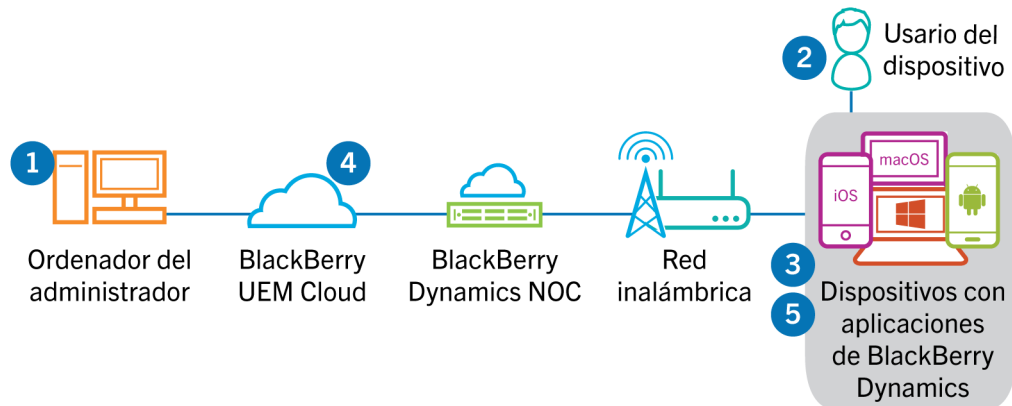 1
Ordenador del
administrador
4
BlackBerry
UEM Cloud
BlackBerry
Dynamics NOC
Red
inalámbrica
2
Usario del
dispositivo
macOS
iOS
3
5
Dispositivos con
aplicaciones
de BlackBerry
Dynamics